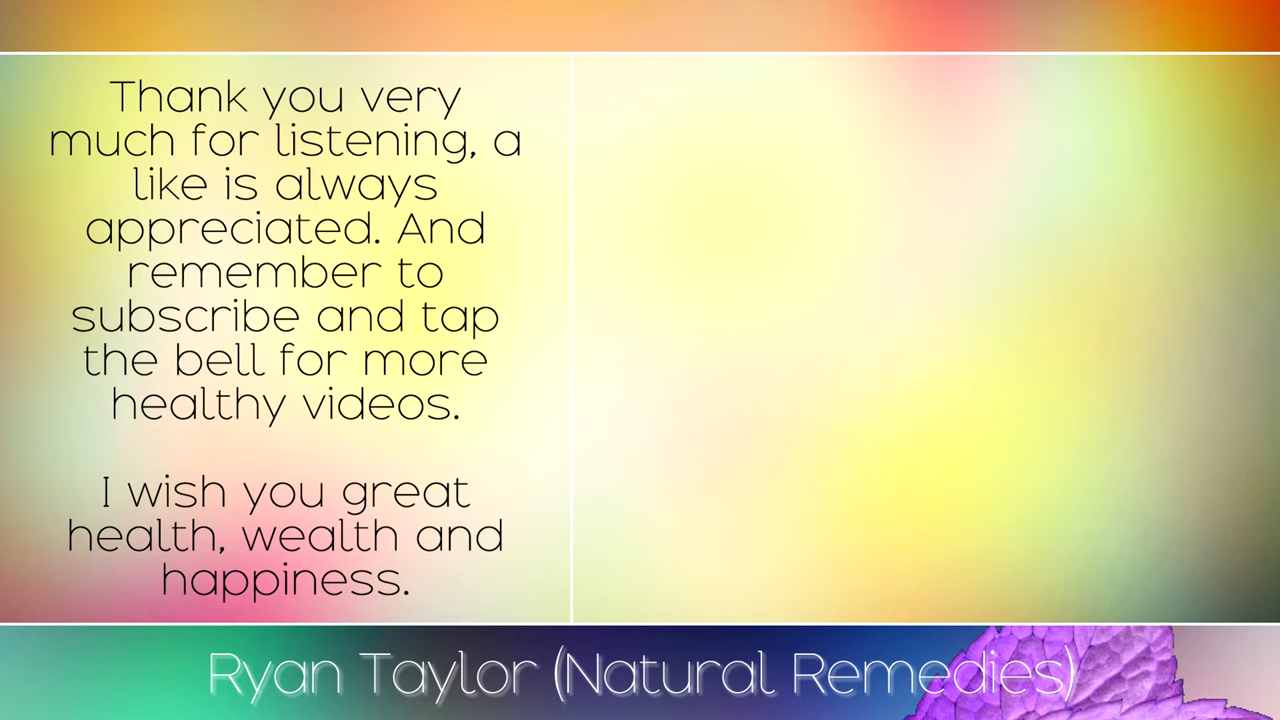 Thank you very
much for listening, a
like is always
appreciated. And
remember to
subscribe and tap
the bell for more
healthy videos.
I wish you great
health, wealth and
happiness.
Ryan Taylor (Natural Remedies)